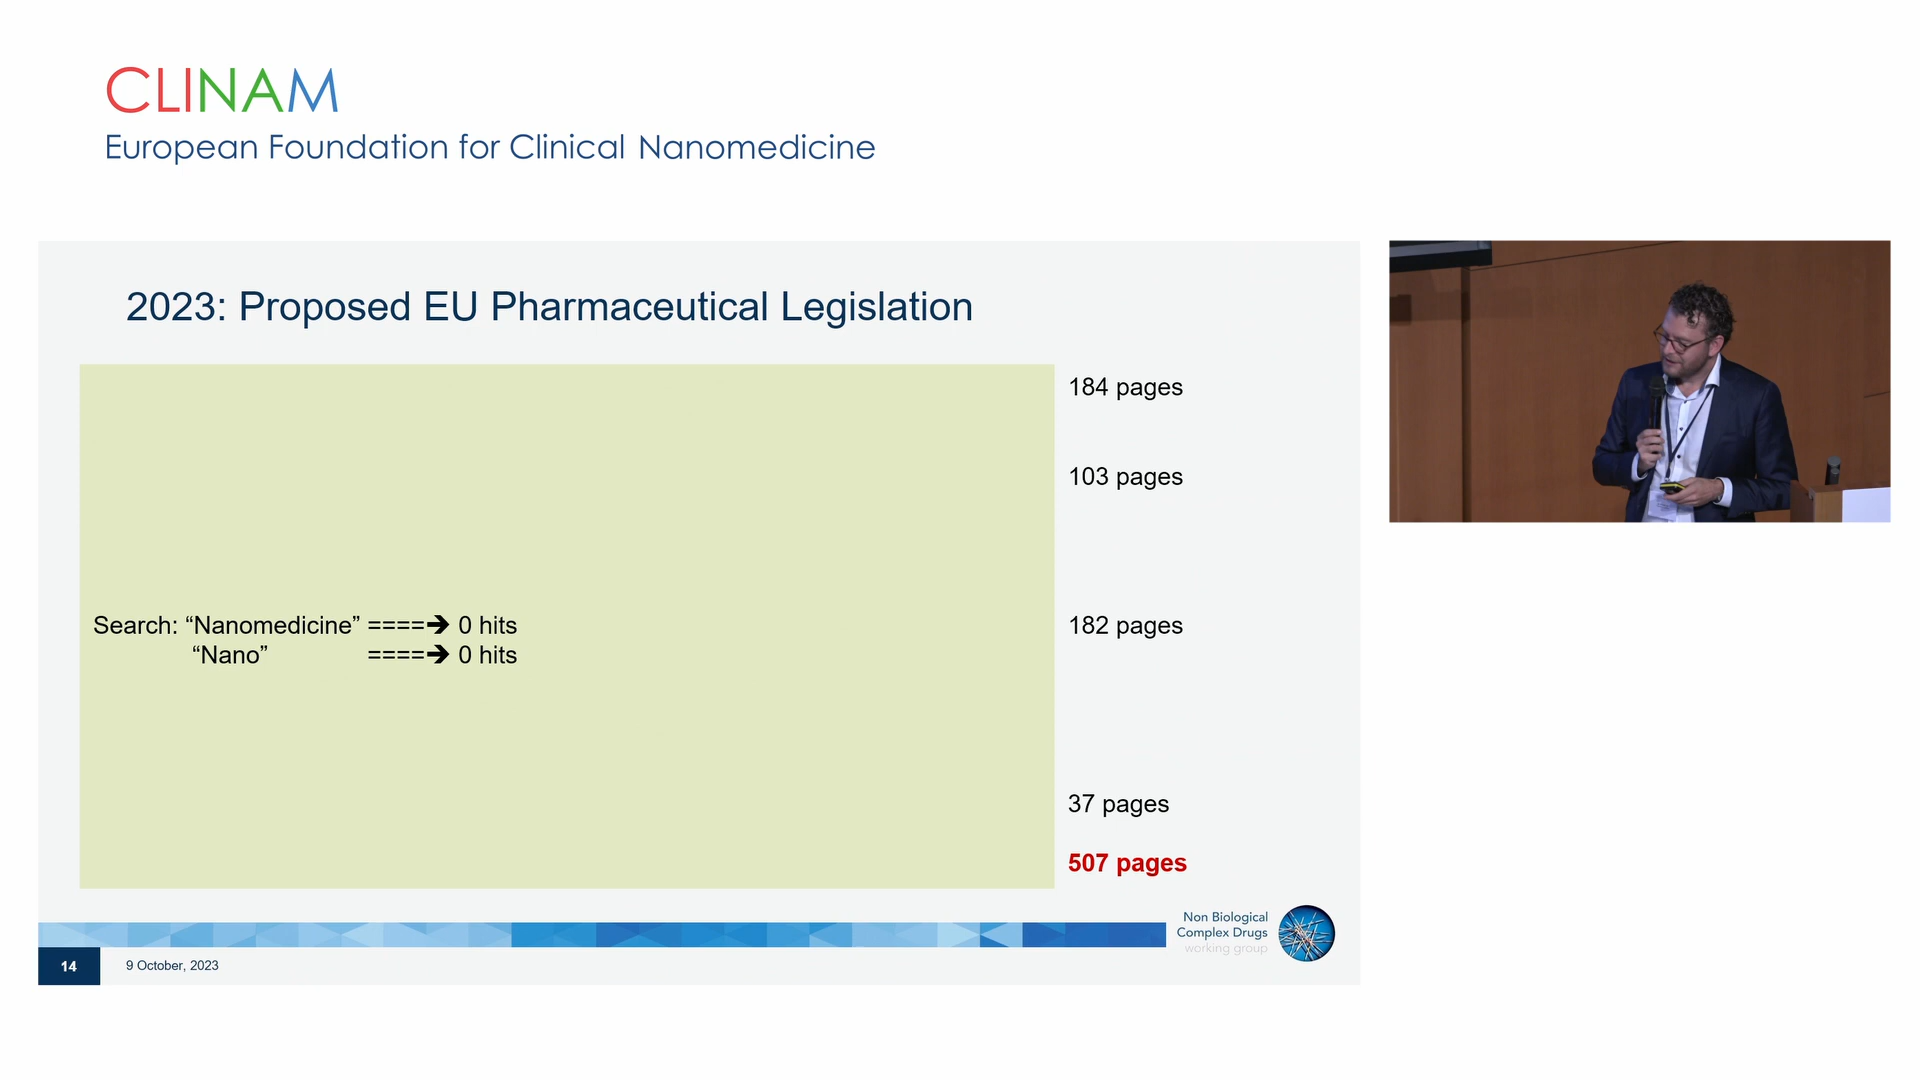 CLINAM
European Foundation for Clinical Nanomedicine
2023: Proposed EU Pharmaceutical Legislation
184 pages
103 pages
Search: “Nanomedicine” ====➔ 0 hits
182 pages
“Nano” ====➔ 0 hits
37 pages
507 pages
Non Biological
Complex Drugs
working group
14
9 October, 2023